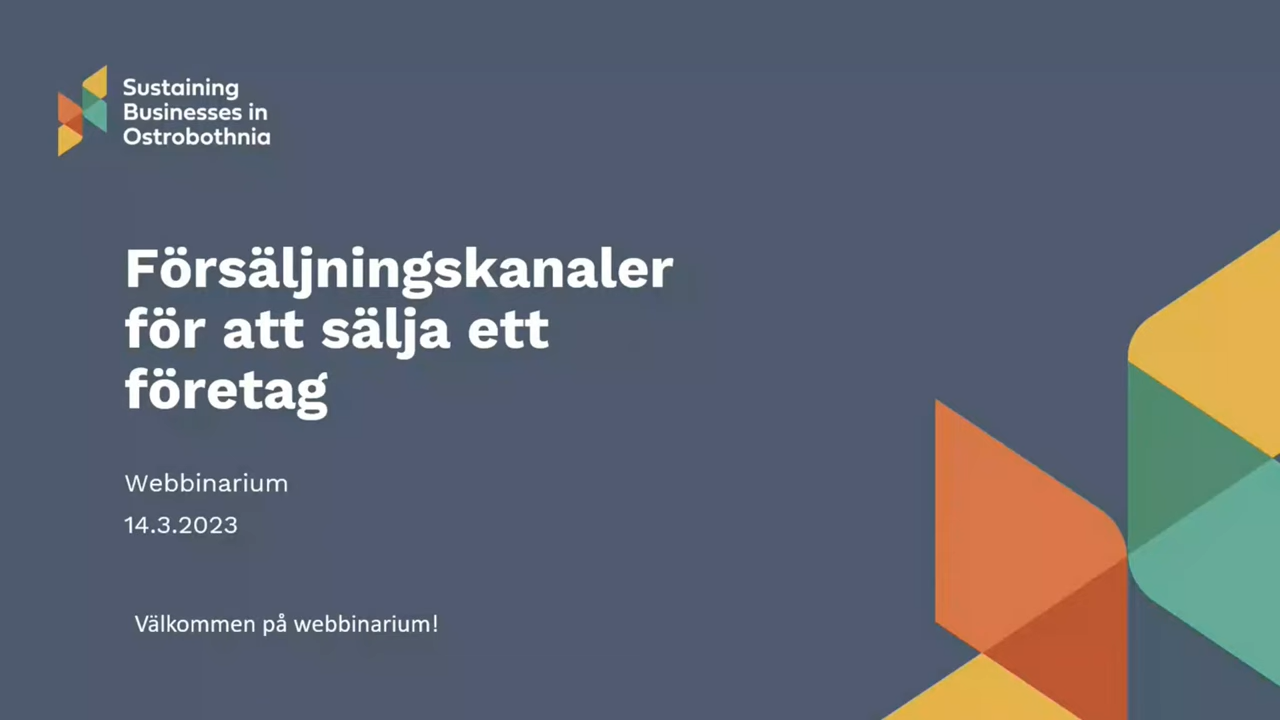 Sustaining
Businesses in
Ostrobothnia
Försäljningskanaler
för att sälja ett
företag
Webbinarium
14.3.2023
Välkommen på webbinarium!